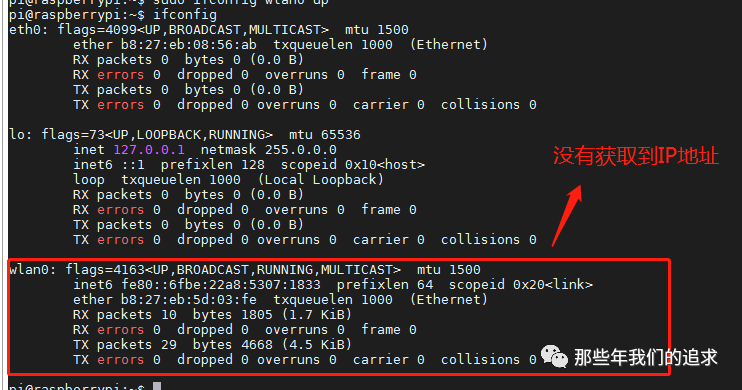 pi@raspberrypi:~$ sudo ifconfig wlan0 up
pi@raspberrypi:~$ ifconfig
eth0: flags=4099<UP,BROADCAST,MULTICAST>  mtu 1500
        ether b8:27:eb:08:56:ab  txqueuelen 1000  (Ethernet)
        RX packets 0  bytes 0 (0.0 B)
        RX errors 0  dropped 0  overruns 0  frame 0
        TX packets 0  bytes 0 (0.0 B)
        TX errors 0  dropped 0 overruns 0  carrier 0  collisions 0
lo: flags=73<UP,LOOPBACK,RUNNING>  mtu 65536
        inet 127.0.0.1  netmask 255.0.0.0
        inet6 ::1  prefixlen 128  scopeid 0x10<host>
        loop  txqueuelen 1000  (Local Loopback)
        RX packets 0  bytes 0 (0.0 B)
        RX errors 0  dropped 0  overruns 0  frame 0
        TX packets 0  bytes 0 (0.0 B)
        TX errors 0  dropped 0 overruns 0  carrier 0  collisions 0
没有获取到IP地址
wlan0: flags=4163<UP,BROADCAST,RUNNING,MULTICAST>  mtu 1500
        inet6 fe80::6fbe:22a8:5307:1833  prefixlen 64  scopeid 0x20<link>
        ether b8:27:eb:5d:03:fe  txqueuelen 1000  (Ethernet)
        RX packets 10  bytes 1805 (1.7 KiB)
        RX errors 0  dropped 0  overruns 0  frame 0
        TX packets 29  bytes 4668 (4.5 KiB)
        TX errors 0  dropped 0 overruns 0  carrier 0  collisions 0
那些年我们的追求
pi@raspberrypi:~$